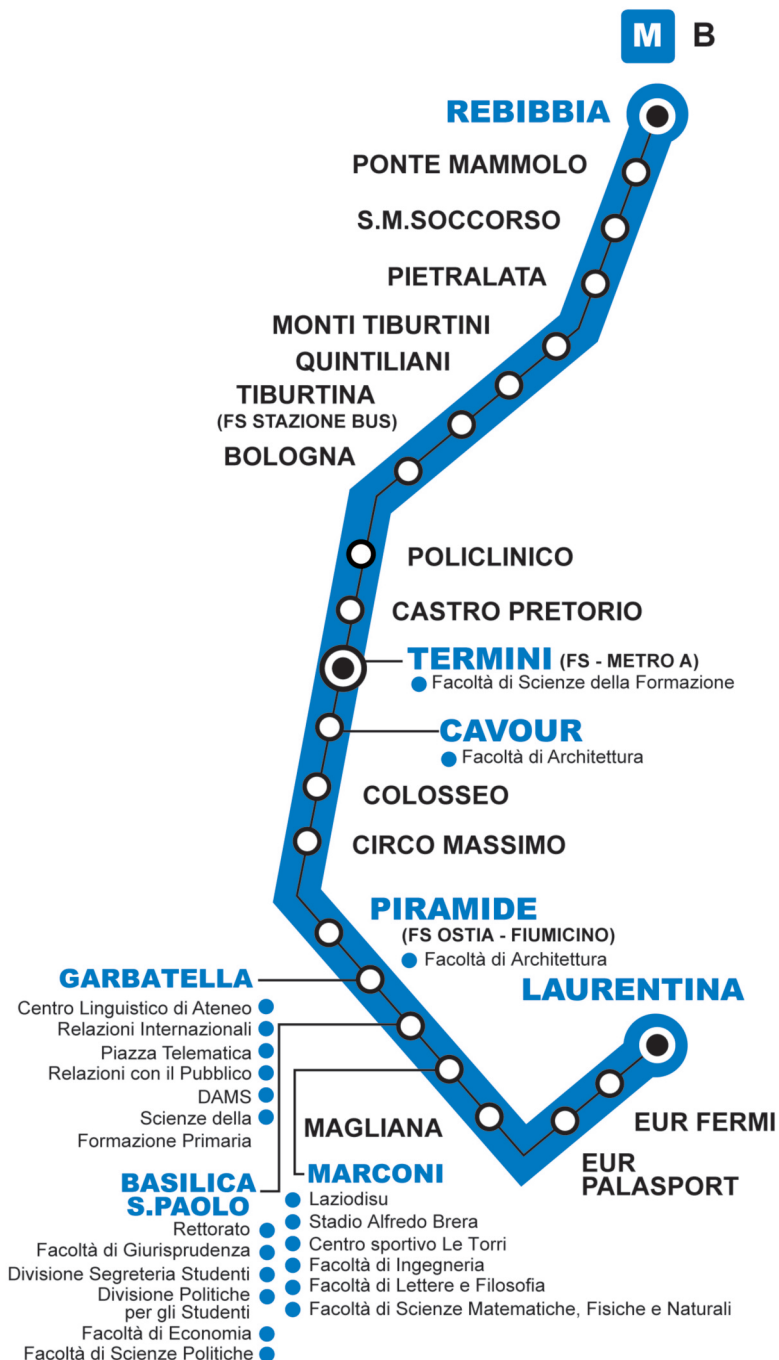 M B
REBIBBIA
PONTE MAMMOLO
S.M.SOCCORSO
PIETRALATA
MONTI TIBURTINI
QUINTILIANI
TIBURTINA
(FS STAZIONE BUS)
BOLOGNA
POLICLINICO
CASTRO PRETORIO
TERMINI (FS - METRO A)
Facoltà di Scienze della Formazione
CAVOUR
Facoltà di Architettura
COLOSSEO
CIRCO MASSIMO
PIRAMIDE
(FS OSTIA - FIUMICINO)
Facoltà di Architettura
GARBATELLA
Centro Linguistico di Ateneo
Relazioni Internazionali
Piazza Telematica
Relazioni con il Pubblico
DAMS
Scienze della
Formazione Primaria
BASILICA
S.PAOLO
Rettorato
Facoltà di Giurisprudenza
Divisione Segreteria Studenti
Divisione Politiche
per gli Studenti
Facoltà di Economia
Facoltà di Scienze Politiche
MARCONI
Laziodisu
Stadio Alfredo Brera
Centro sportivo Le Torri
Facoltà di Ingegneria
Facoltà di Lettere e Filosofia
Facoltà di Scienze Matematiche, Fisiche e Naturali
MAGLIANA
EUR
PALASPORT
EUR FERMI
LAURENTINA